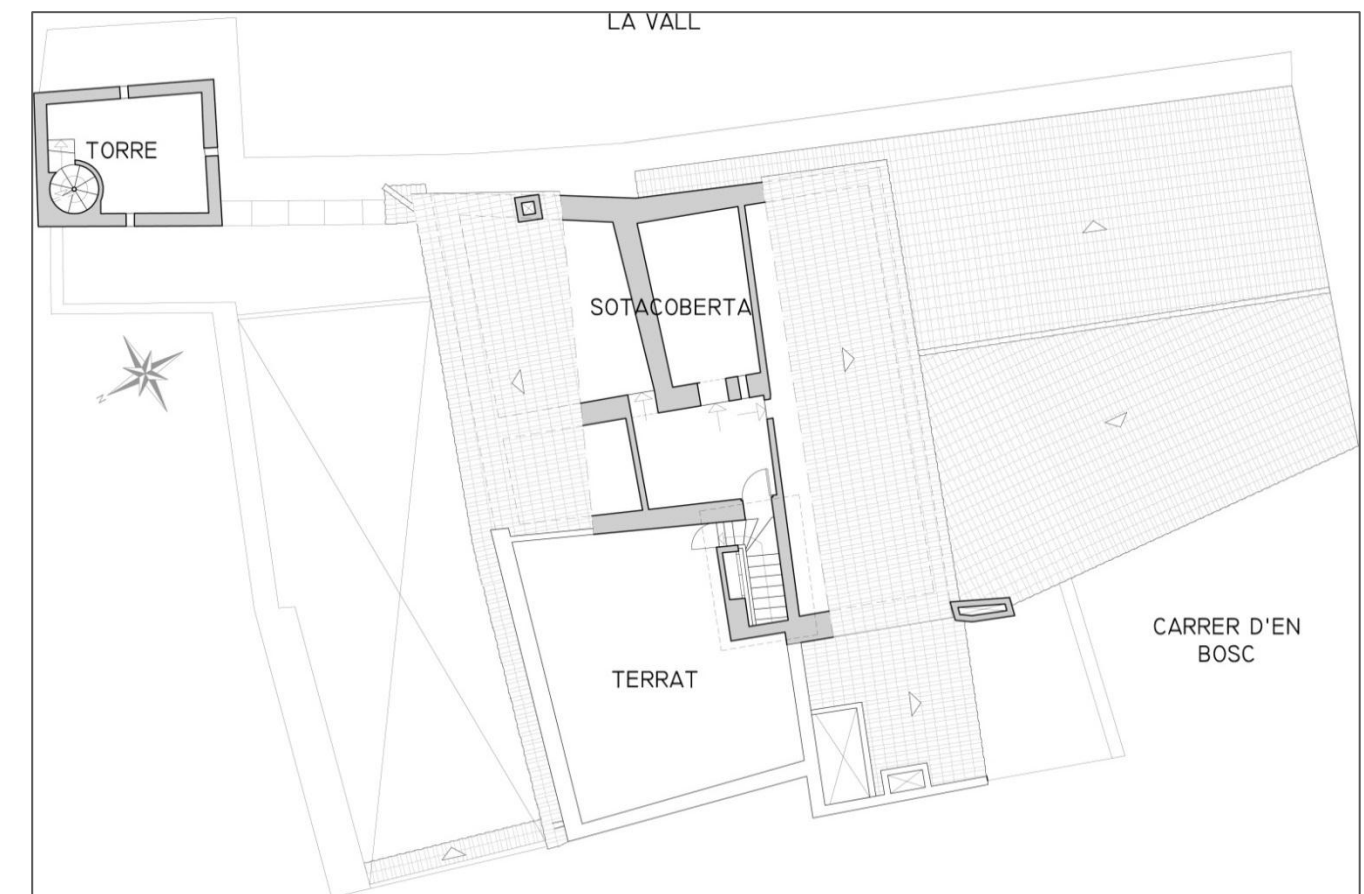 LA VALL
TORRE
SOTACOBERTA
N
CARRER D'EN
BOSC
TERRAT